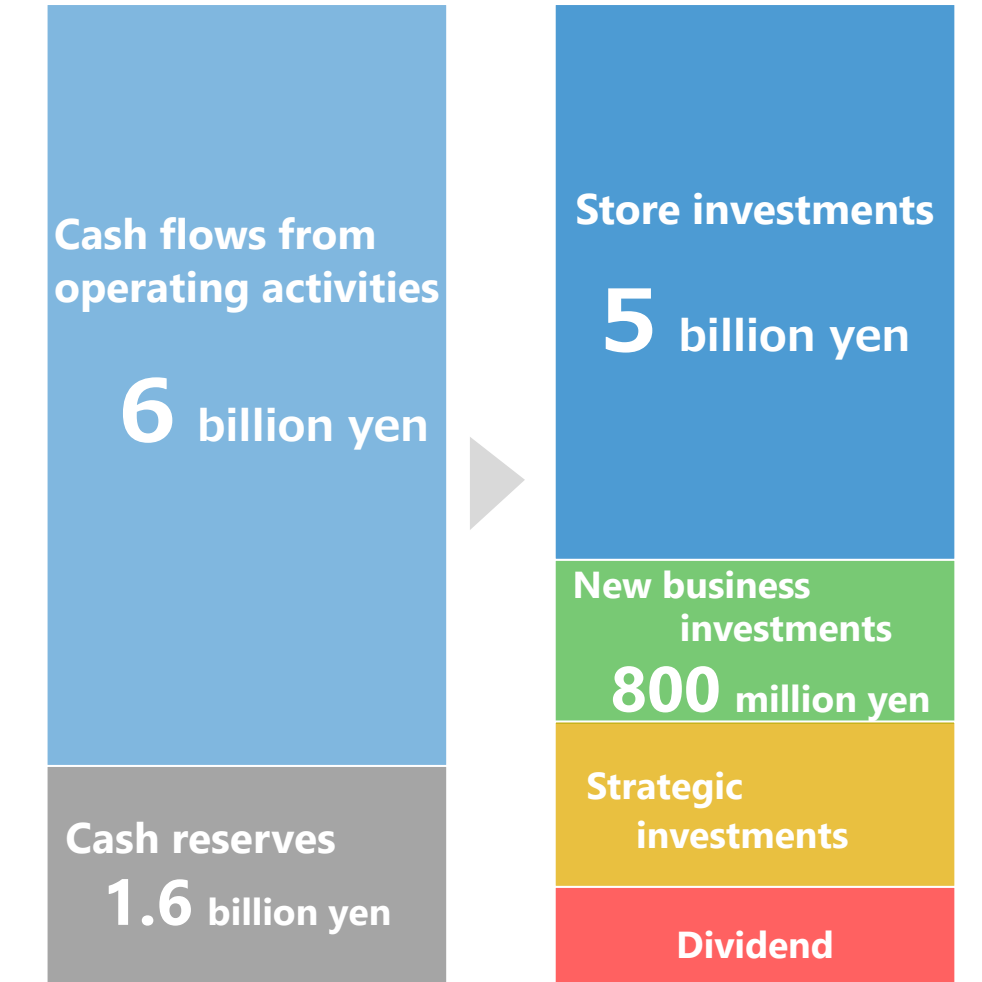 Cash flows from
operating activities
6 billion yen
Cash reserves
1.6 billion yen
Store investments
5 billion yen
New business
investments
800 million yen
Strategic
investments
Dividend